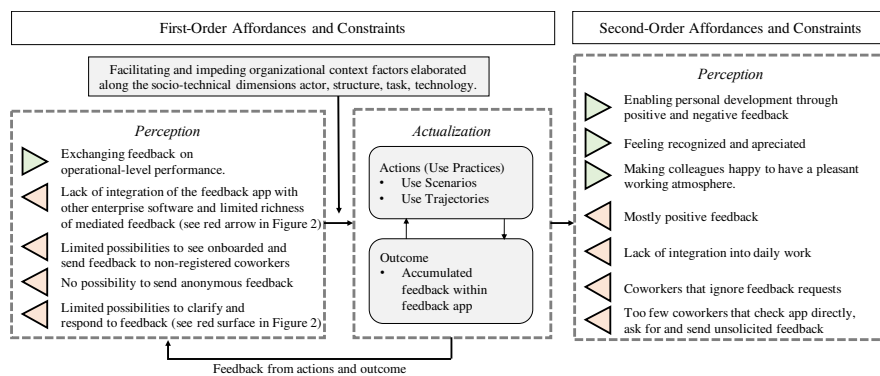 First-Order Affordances and Constraints
Second-Order Affordances and Constraints
Facilitating and impeding organizational context factors elaborated
along the socio-technical dimensions actor, structure, task, technology.
Perception
Exchanging feedback on
operational-level performance.
Lack of integration of the feedback app with
other enterprise software and limited richness
of mediated feedback (see red arrow in Figure 2)
Limited possibilities to see onboarded and
send feedback to non-registered coworkers
No possibility to send anonymous feedback
Limited possibilities to clarify and
respond to feedback (see red surface in Figure 2)
Actualization
Actions (Use Practices)
• Use Scenarios
• Use Trajectories
Outcome
• Accumulated
feedback within
feedback app
Perception
Enabling personal development through
positive and negative feedback
Feeling recognized and apreciated
Making colleagues happy to have a pleasant
working atmosphere.
Mostly positive feedback
Lack of integration into daily work
Coworkers that ignore feedback requests
Too few coworkers that check app directly,
ask for and send unsolicited feedback
Feedback from actions and outcome